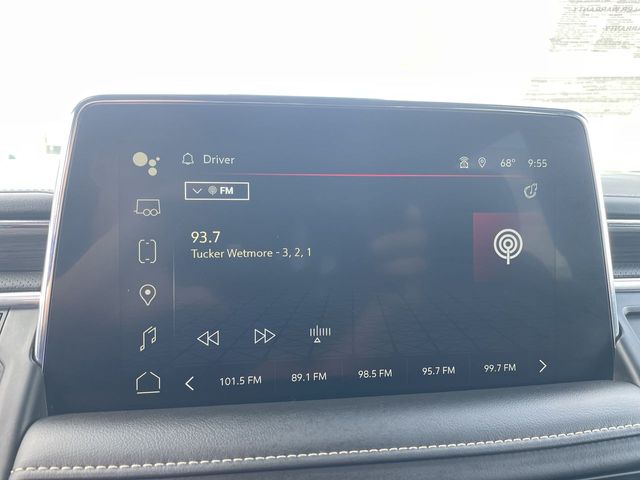 Driver
68° 9:55
FM
93.7
Tucker Wetmore - 3, 2, 1
101.5 FM 89.1 FM 98.5 FM 95.7 FM 99.7 FM